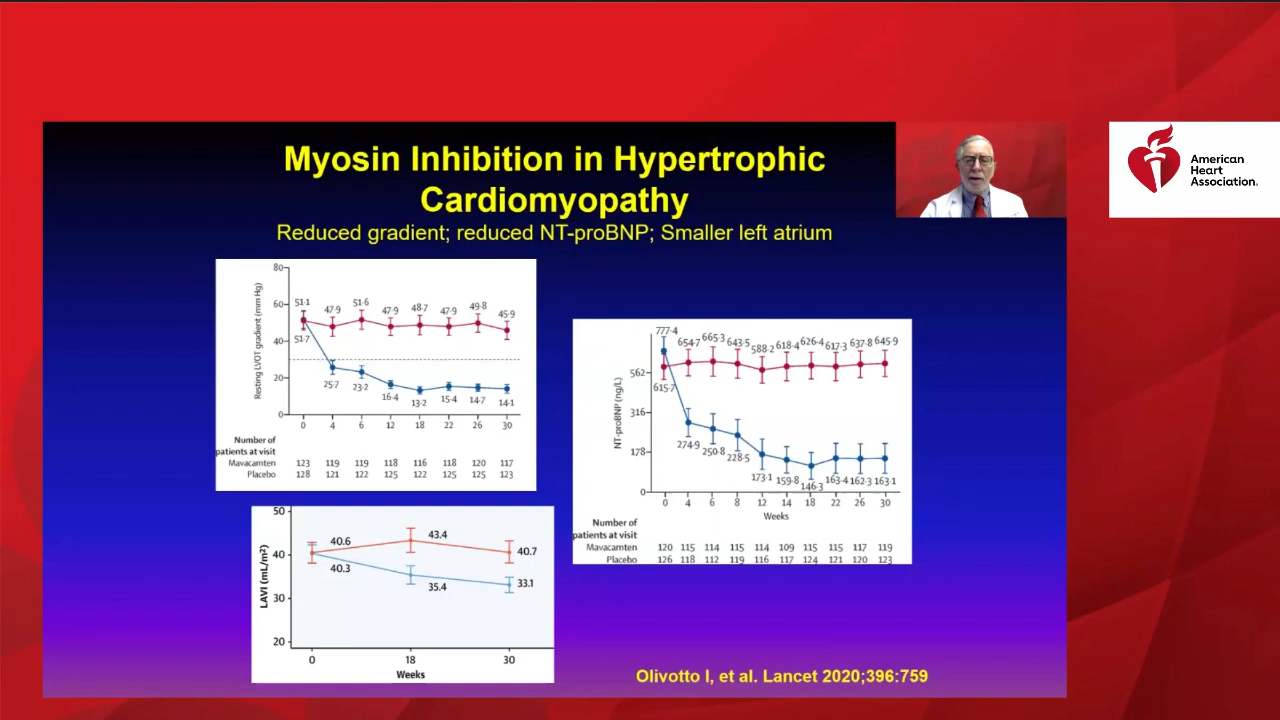 Myosin Inhibition in Hypertrophic
Cardiomyopathy
Reduced gradient; reduced NT-proBNP; Smaller left atrium
American
Heart
Association.
Resting LVOT gradient (mm Hg)
80
60
40
20
0
51·1 47·9 51·6 47·9 48·7 47·9 49·8 45·9
51·7 25·7 23·2 16·4 13·2 15·4 14·7 14·1
0 4 6 12 18 22 26 30
Number of
patients at visit
Mavacamten 123 119 119 118 116 118 120 117
Placebo 128 121 122 125 122 125 125 123
NT-proBNP (ng/L)
562
316
128
0
777·4 654·7 665·3 643·5 588·2 618·4 626·4 617·3 637·8 645·9
615·7 274·9 250·8 228·5 173·1 159·8 146·3 163·4 162·3 163·1
0 4 6 8 12 14 18 22 26 30
Weeks
Number of
patients at visit
Mavacamten 120 115 114 115 114 109 115 115 117 119
Placebo 126 118 112 119 116 117 124 121 120 123
LAVI (mL/m²)
50
40
30
20
40.6 43.4 40.7
40.3 35.4 33.1
0 18 30
Weeks
Olivotto I, et al. Lancet 2020;396:759